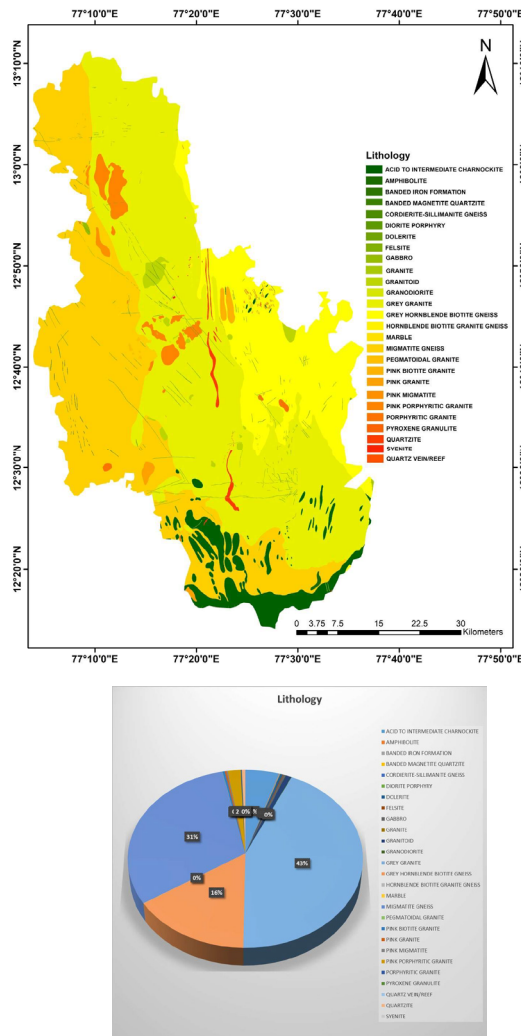 77°10'0"N
77°20'0"N
77°30'0"N
77°40'0"N
77°50'0"E
13°10'0"N
N
13°0'0"N
12°50'0"N
12°40'0"N
12°30'0"N
12°20'0"N
Lithology
ACID TO INTERMEDIATE CHARNOCKITE
AMPHIBOLITE
BANDED IRON FORMATION
BANDED MAGNETITE QUARTZITE
CORDIERITE-SILLIMANITE GNEISS
DIORITE PORPHYRY
DOLERITE
FELSITE
GABBRO
GRANITE
GRANITOID
GRANODIORITE
GREY GRANITE
GREY HORNBLENDE BIOTITE GNEISS
HORNBLENDE BIOTITE GRANITE GNEISS
MARBLE
MIGMATITE GNEISS
PEGMATOIDAL GRANITE
PINK BIOTITE GRANITE
PINK GRANITE
PINK MIGMATITE
PINK PORPHYRITIC GRANITE
PORPHYRITIC GRANITE
PYROXENE GRANULITE
QUARTZITE
SYENITE
QUARTZ VEIN/REEF
0 3.75 7.5 15 22.5 30
Kilometers
77°10'0"N
77°20'0"N
77°30'0"N
77°40'0"N
77°50'0"E
Lithology
ACID TO INTERMEDIATE CHARNOCKITE
AMPHIBOLITE
BANDED IRON FORMATION
BANDED MAGNETITE QUARTZITE
CORDIERITE-SILLIMANITE GNEISS
DIORITE PORPHYRY
DOLERITE
FELSITE
GABBRO
GRANITE
GRANITOID
GRANODIORITE
GREY GRANITE
GREY HORNBLENDE BIOTITE GNEISS
HORNBLENDE BIOTITE GRANITE GNEISS
MARBLE
MIGMATITE GNEISS
PEGMATOIDAL GRANITE
PINK BIOTITE GRANITE
PINK GRANITE
PINK MIGMATITE
PINK PORPHYRITIC GRANITE
PORPHYRITIC GRANITE
PYROXENE GRANULITE
QUARTZ VEIN/REEF
QUARTZITE
SYENITE
0%
0%
31%
43%
0%
16%